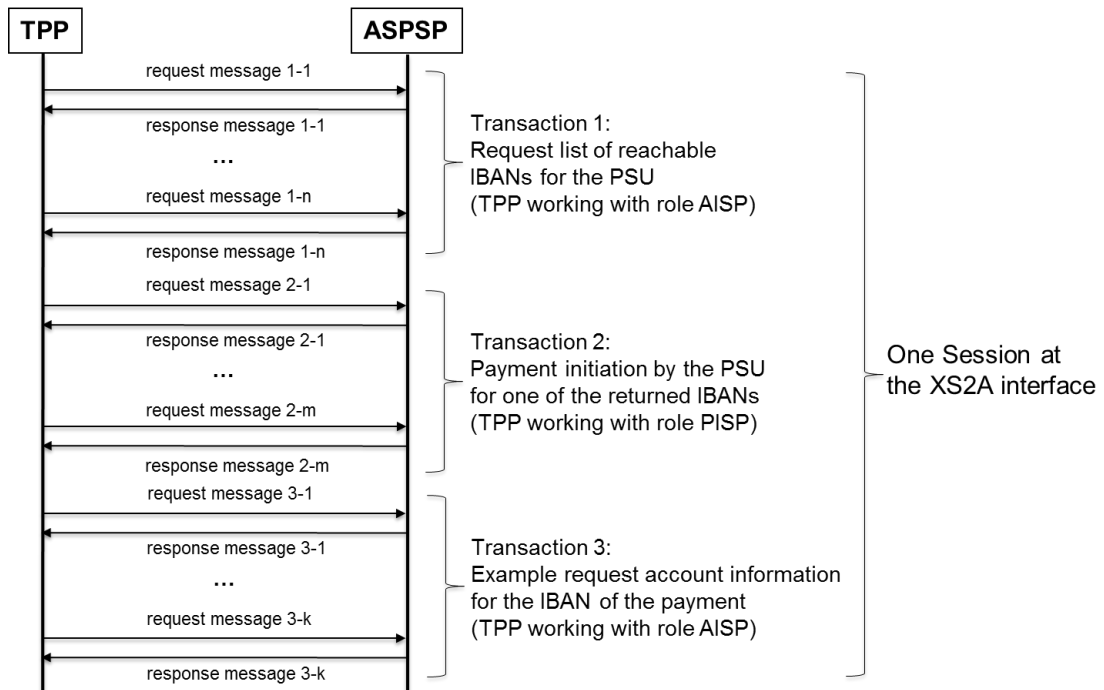 TPP
ASPSP
request message 1-1
response message 1-1
...
request message 1-n
response message 1-n
Transaction 1:
Request list of reachable
IBANs for the PSU
(TPP working with role AISP)
request message 2-1
response message 2-1
...
request message 2-m
response message 2-m
Transaction 2:
Payment initiation by the PSU
for one of the returned IBANs
(TPP working with role PISP)
request message 3-1
response message 3-1
...
request message 3-k
response message 3-k
Transaction 3:
Example request account information
for the IBAN of the payment
(TPP working with role AISP)
One Session at
the XS2A interface